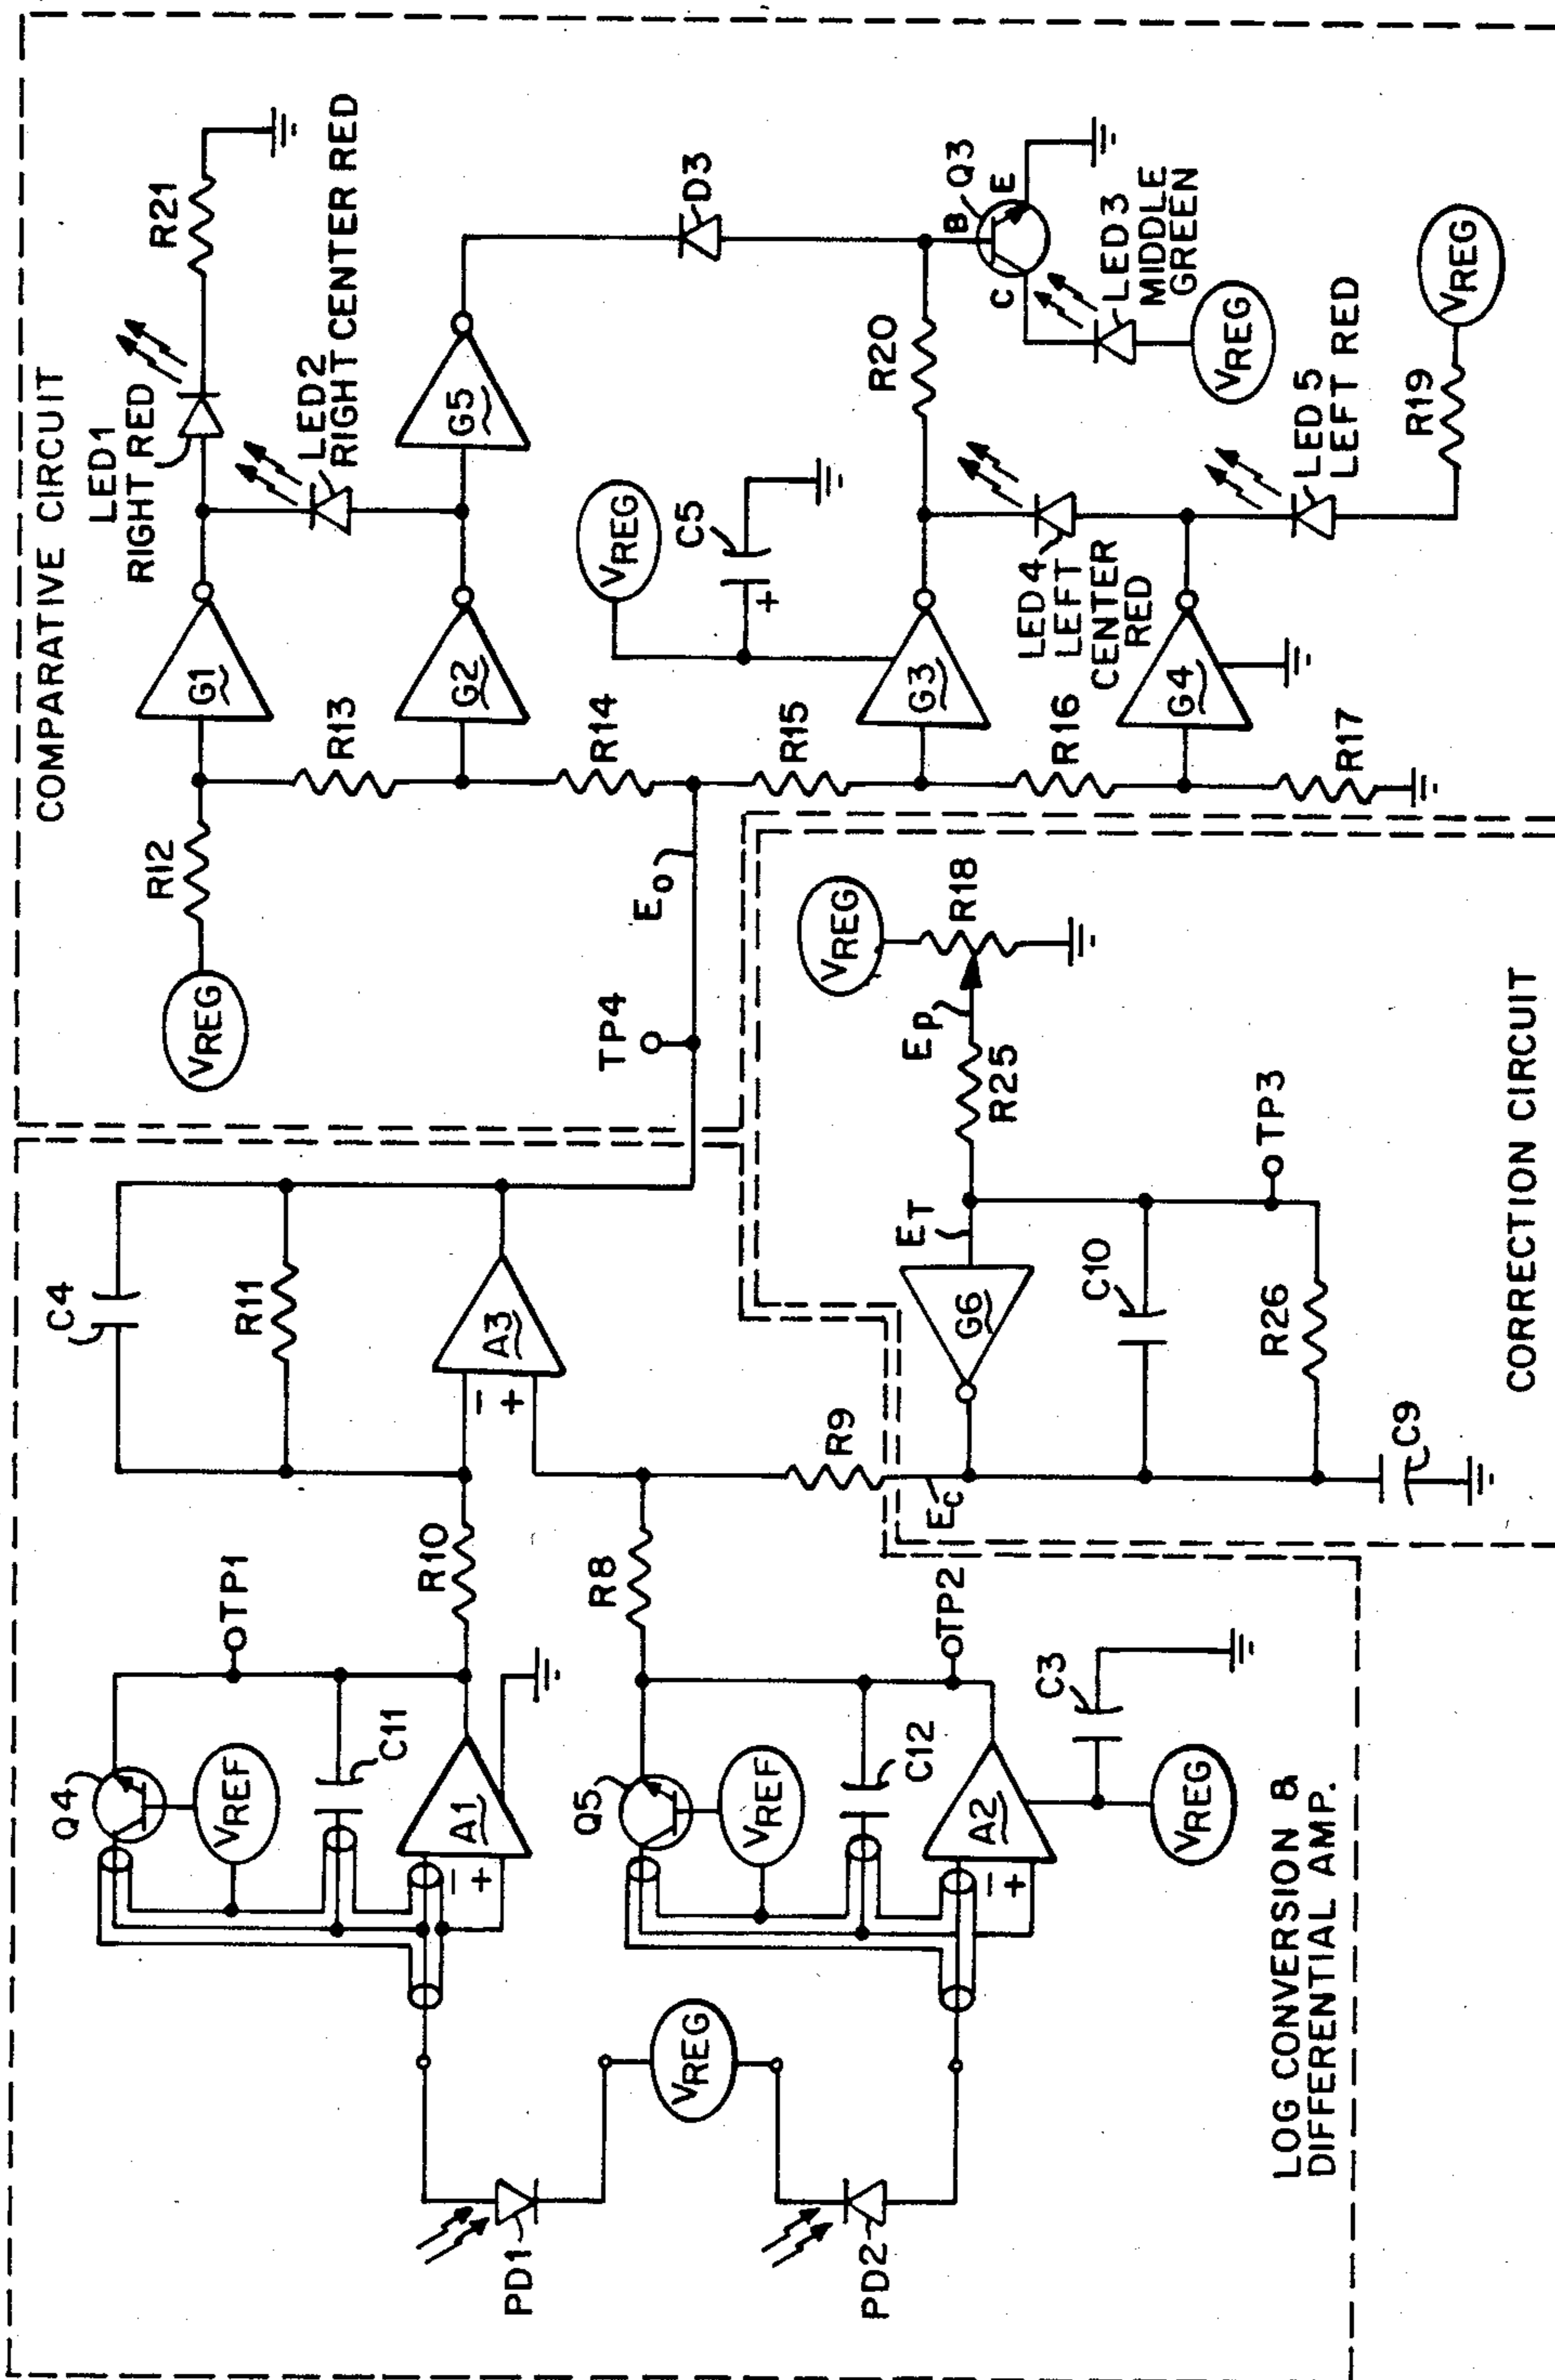 COMPARATIVE CIRCUIT
LED1
RIGHT RED
R21
LED2
RIGHT CENTER RED
R12
VREG
G1
R13
G2
G5
D3
R14
VREG
C5
+
R20
B
Q3
E
C
LED3
MIDDLE
GREEN
VREG
R15
G3
LED4
LEFT
CENTER
RED
R16
G4
LED5
LEFT RED
R19
VREG
R17
TP4
EO
C4
R11
A3
-
+
VREG
R18
EP
R25
ET
G6
C10
TP3
R26
R9
EC
C9
CORRECTION CIRCUIT
Q4
VREF
TP1
C11
R10
A1
-
+
R8
Q5
VREF
C12
TP2
A2
-
+
C3
VREG
VREG
PD1
PD2
LOG CONVERSION &
DIFFERENTIAL AMP.